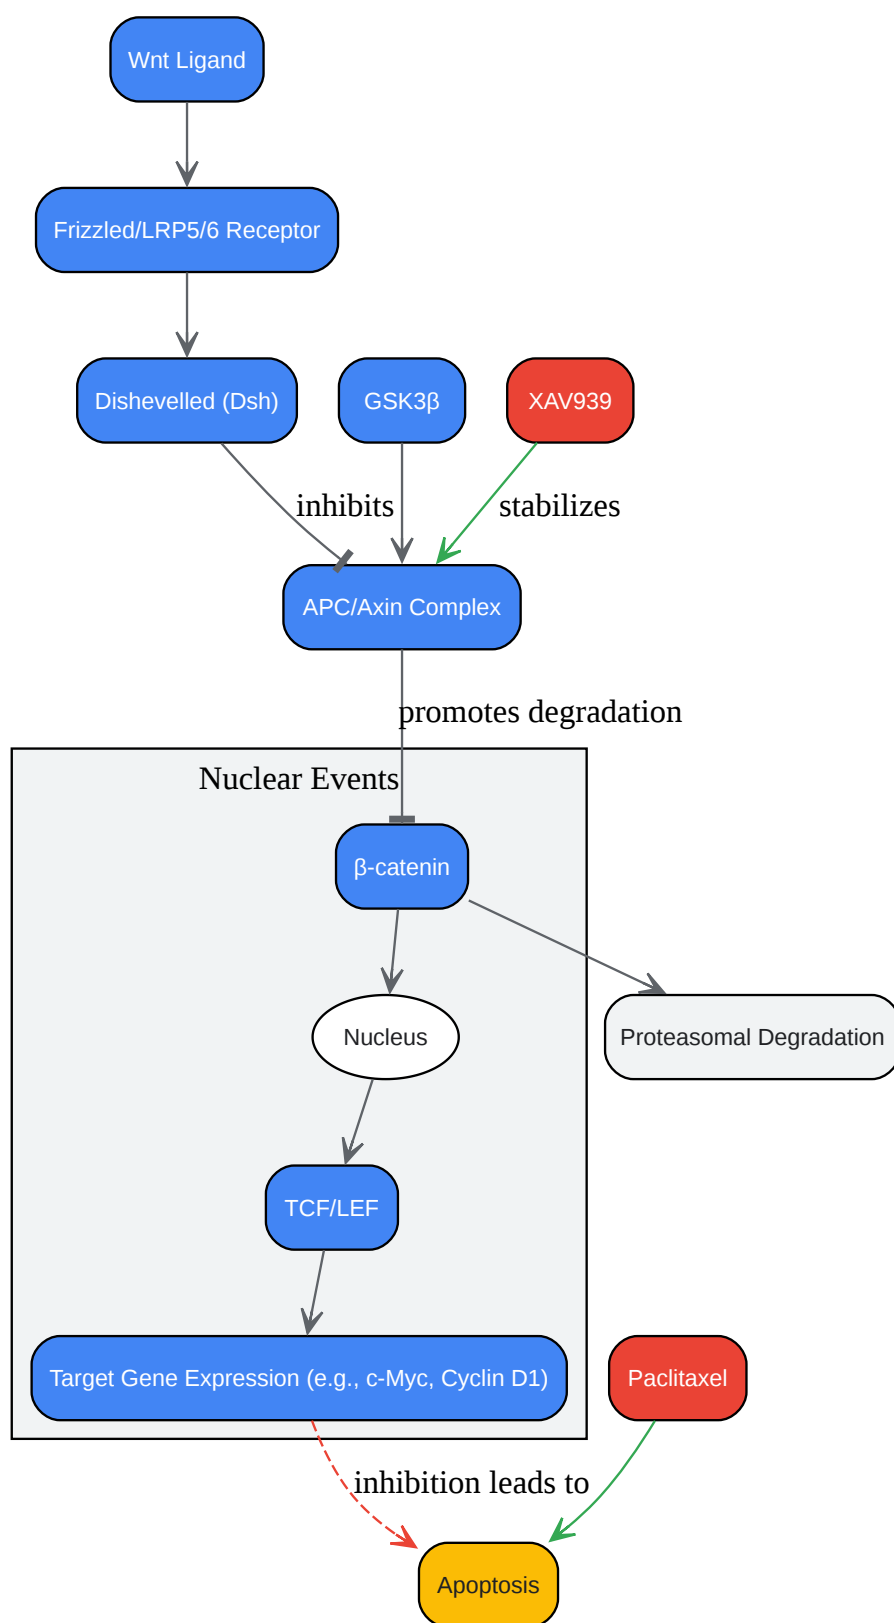 Wnt Ligand
Frizzled/LRP5/6 Receptor
Dishevelled (Dsh)
GSK3β
XAV939
inhibits
stabilizes
APC/Axin Complex
promotes degradation
Nuclear Events
β-catenin
Nucleus
Proteasomal Degradation
TCF/LEF
Target Gene Expression (e.g., c-Myc, Cyclin D1)
Paclitaxel
inhibition leads to
Apoptosis